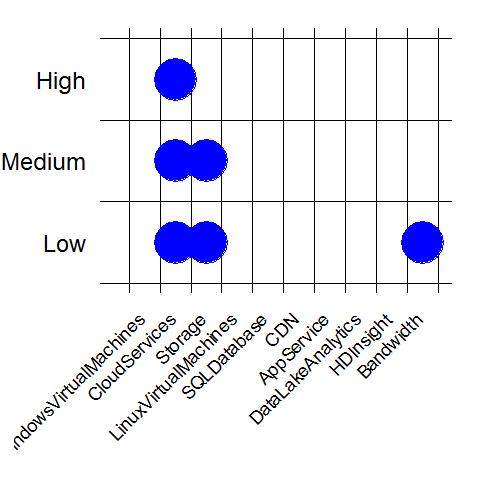 High
Medium
Low
ndowsVirtualMachines
CloudServices
Storage
LinuxVirtualMachines
SQLDatabase
CDN
AppService
DataLakeAnalytics
HDInsight
Bandwidth